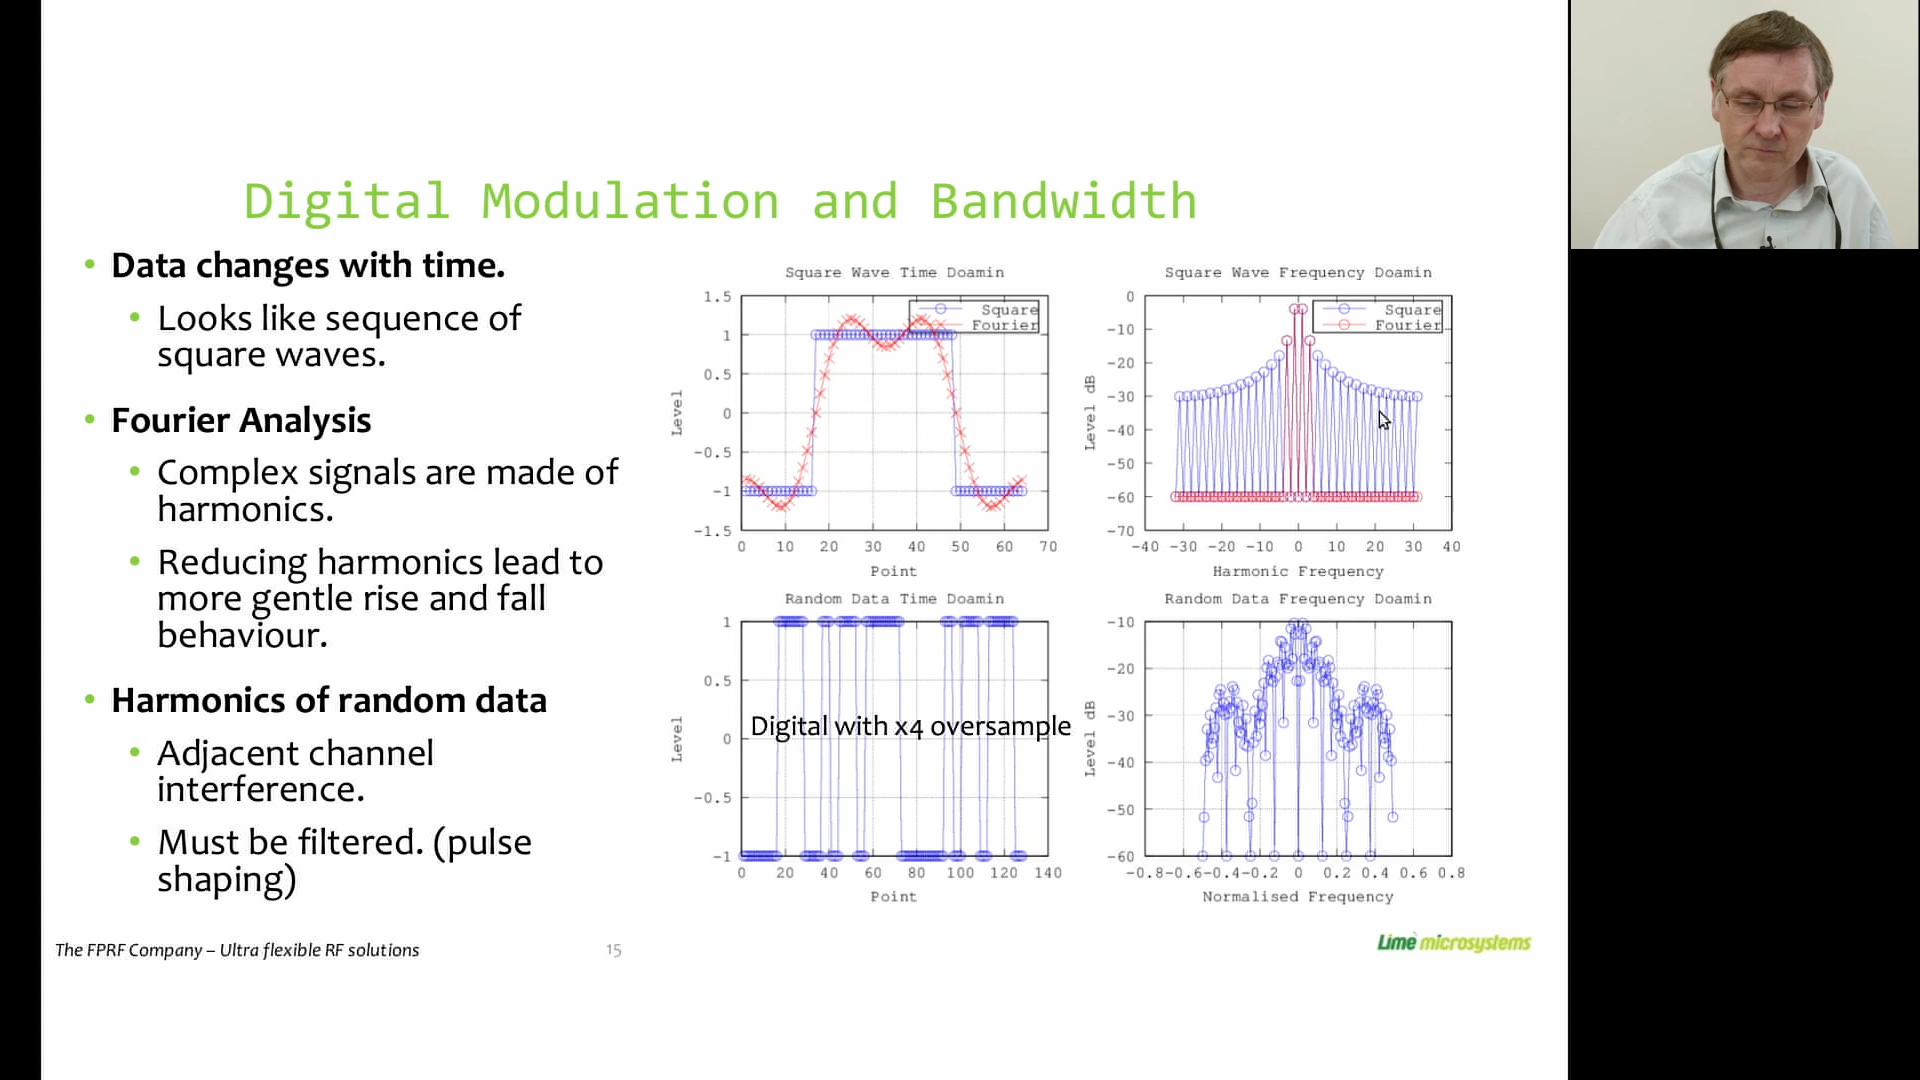 Digital Modulation and Bandwidth
• Data changes with time.
• Looks like sequence of
square waves.
• Fourier Analysis
• Complex signals are made of
harmonics.
• Reducing harmonics lead to
more gentle rise and fall
behaviour.
• Harmonics of random data
• Adjacent channel
interference.
• Must be filtered. (pulse
shaping)
Square Wave Time Doamin
Square
Fourier
Level
1.5
1
0.5
0
-0.5
-1
-1.5
0 10 20 30 40 50 60 70
Point
Square Wave Frequency Doamin
Square
Fourier
Level dB
0
-10
-20
-30
-40
-50
-60
-70
-40 -30 -20 -10 0 10 20 30 40
Harmonic Frequency
Random Data Time Doamin
Level
1
0.5
0
-0.5
-1
Digital with x4 oversample
0 20 40 60 80 100 120 140
Point
Random Data Frequency Doamin
Level dB
-10
-20
-30
-40
-50
-60
-0.8-0.6-0.4-0.2 0 0.2 0.4 0.6 0.8
Normalised Frequency
The FPRF Company – Ultra flexible RF solutions
15
Lime microsystems